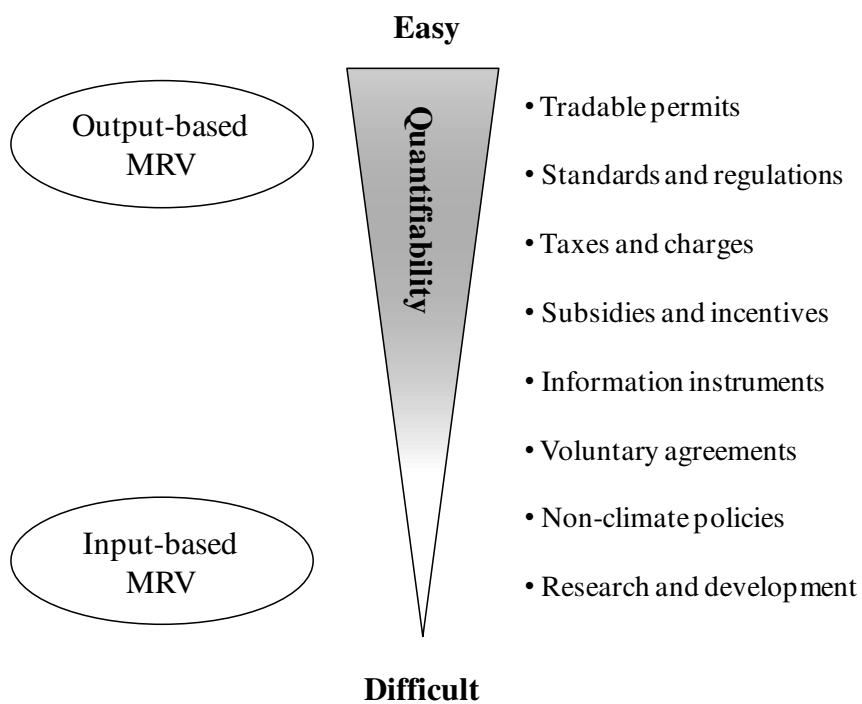 Easy
Output-based
MRV
Quantifiability
• Tradable permits
• Standards and regulations
• Taxes and charges
• Subsidies and incentives
• Information instruments
• Voluntary agreements
• Non-climate policies
• Research and development
Input-based
MRV
Difficult